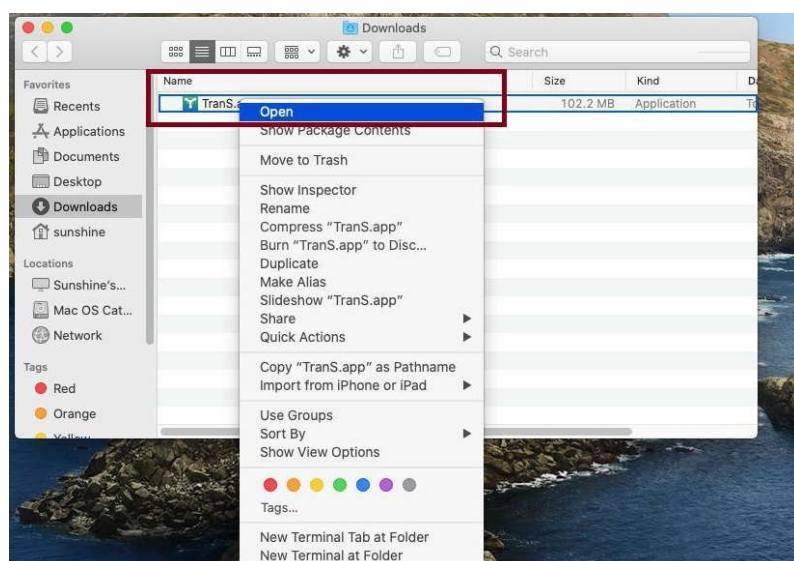 Downloads
Search
Favorites
Recents
Applications
Documents
Desktop
Downloads
sunshine
Locations
Sunshine's...
Mac OS Cat...
Network
Tags
Red
Orange
Yellow
Name Size Kind
TranS.a 102.2 MB Application
Open
Show Package Contents
Move to Trash
Show Inspector
Rename
Compress “TranS.app”
Burn “TranS.app” to Disc...
Duplicate
Make Alias
Slideshow “TranS.app”
Share
Quick Actions
Copy “TranS.app” as Pathname
Import from iPhone or iPad
Use Groups
Sort By
Show View Options
Tags...
New Terminal Tab at Folder
New Terminal at Folder